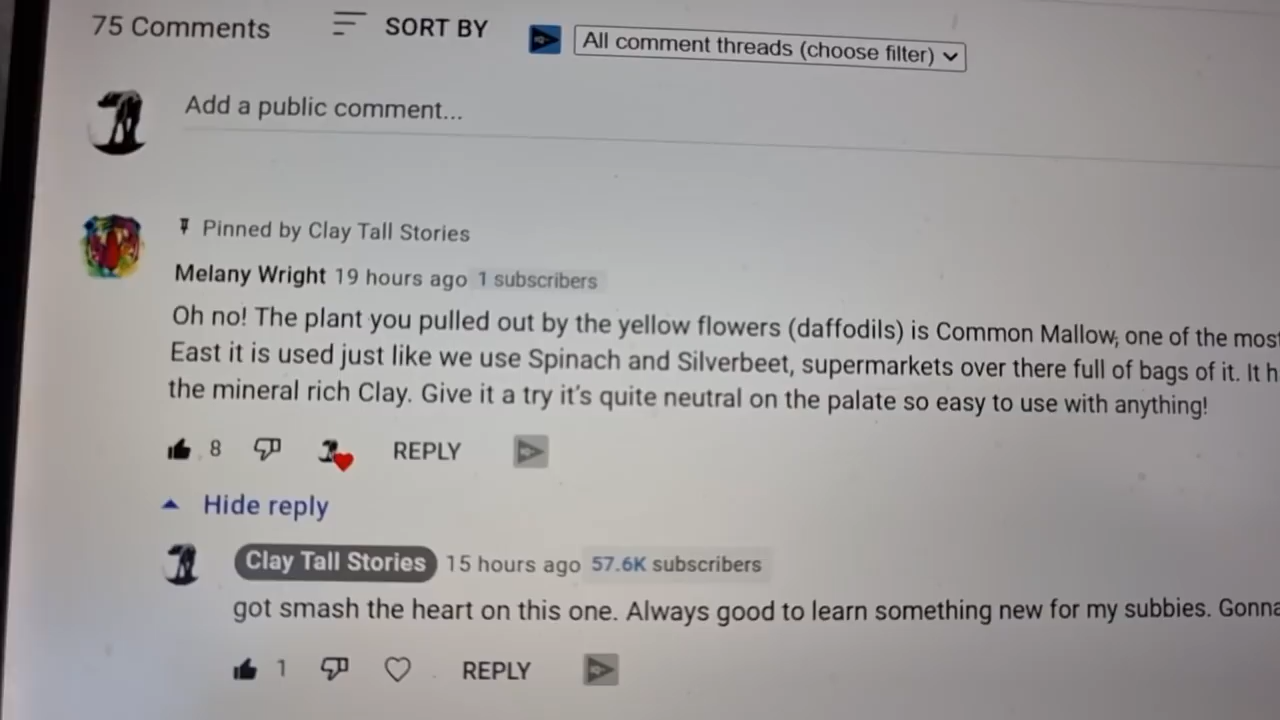 75 Comments SORT BY All comment threads (choose filter)
Add a public comment...
Pinned by Clay Tall Stories
Melany Wright 19 hours ago 1 subscribers
Oh no! The plant you pulled out by the yellow flowers (daffodils) is Common Mallow, one of the most
East it is used just like we use Spinach and Silverbeet, supermarkets over there full of bags of it. It h
the mineral rich Clay. Give it a try it's quite neutral on the palate so easy to use with anything!
8 REPLY
Hide reply
Clay Tall Stories 15 hours ago 57.6K subscribers
got smash the heart on this one. Always good to learn something new for my subbies. Gonna
1 REPLY